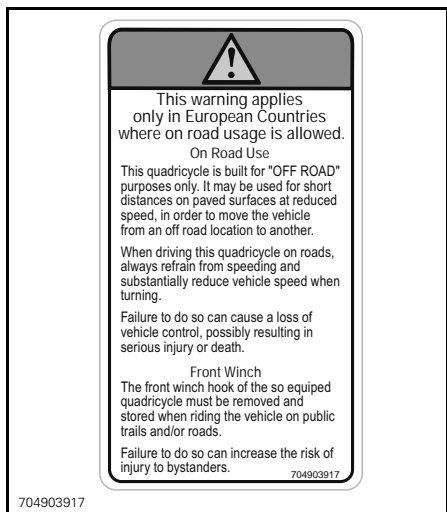 This warning applies
only in European Countries
where on road usage is allowed.
On Road Use
This quadricycle is built for "OFF ROAD"
purposes only. It may be used for short
distances on paved surfaces at reduced
speed, in order to move the vehicle
from an off road location to another.
When driving this quadricycle on roads,
always refrain from speeding and
substantially reduce vehicle speed when
turning.
Failure to do so can cause a loss of
vehicle control, possibly resulting in
serious injury or death.
Front Winch
The front winch hook of the so equiped
quadricycle must be removed and
stored when riding the vehicle on public
trails and/or roads.
Failure to do so can increase the risk of
injury to bystanders.
704903917
704903917